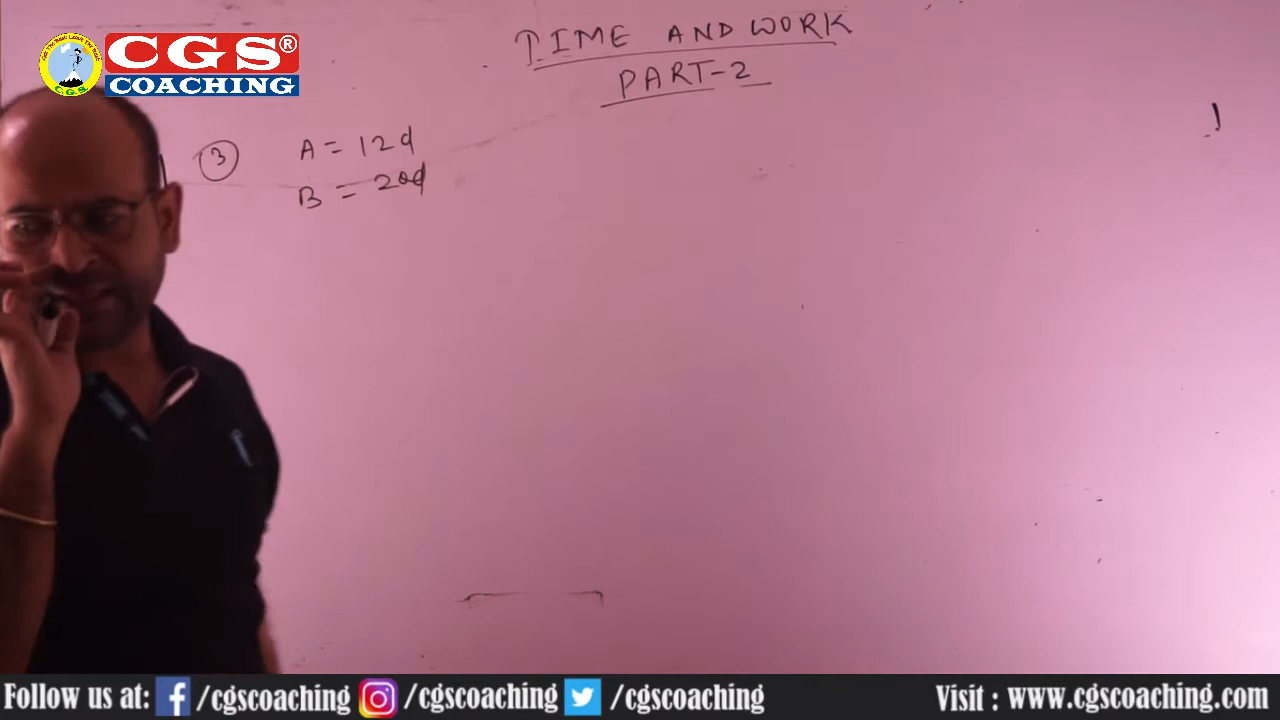 CGS®
COACHING
C.G.S.
TIME AND WORK
PART-2
3 A = 12d
B = 20d
Follow us at: /cgscoaching /cgscoaching /cgscoaching Visit : www.cgscoaching.com